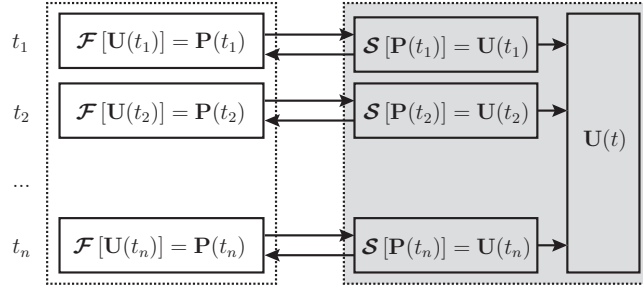 t₁ 𝓕[U(t₁)] = P(t₁) 𝓢[P(t₁)] = U(t₁)
t₂ 𝓕[U(t₂)] = P(t₂) 𝓢[P(t₂)] = U(t₂)
U(t)
...
tₙ 𝓕[U(tₙ)] = P(tₙ) 𝓢[P(tₙ)] = U(tₙ)